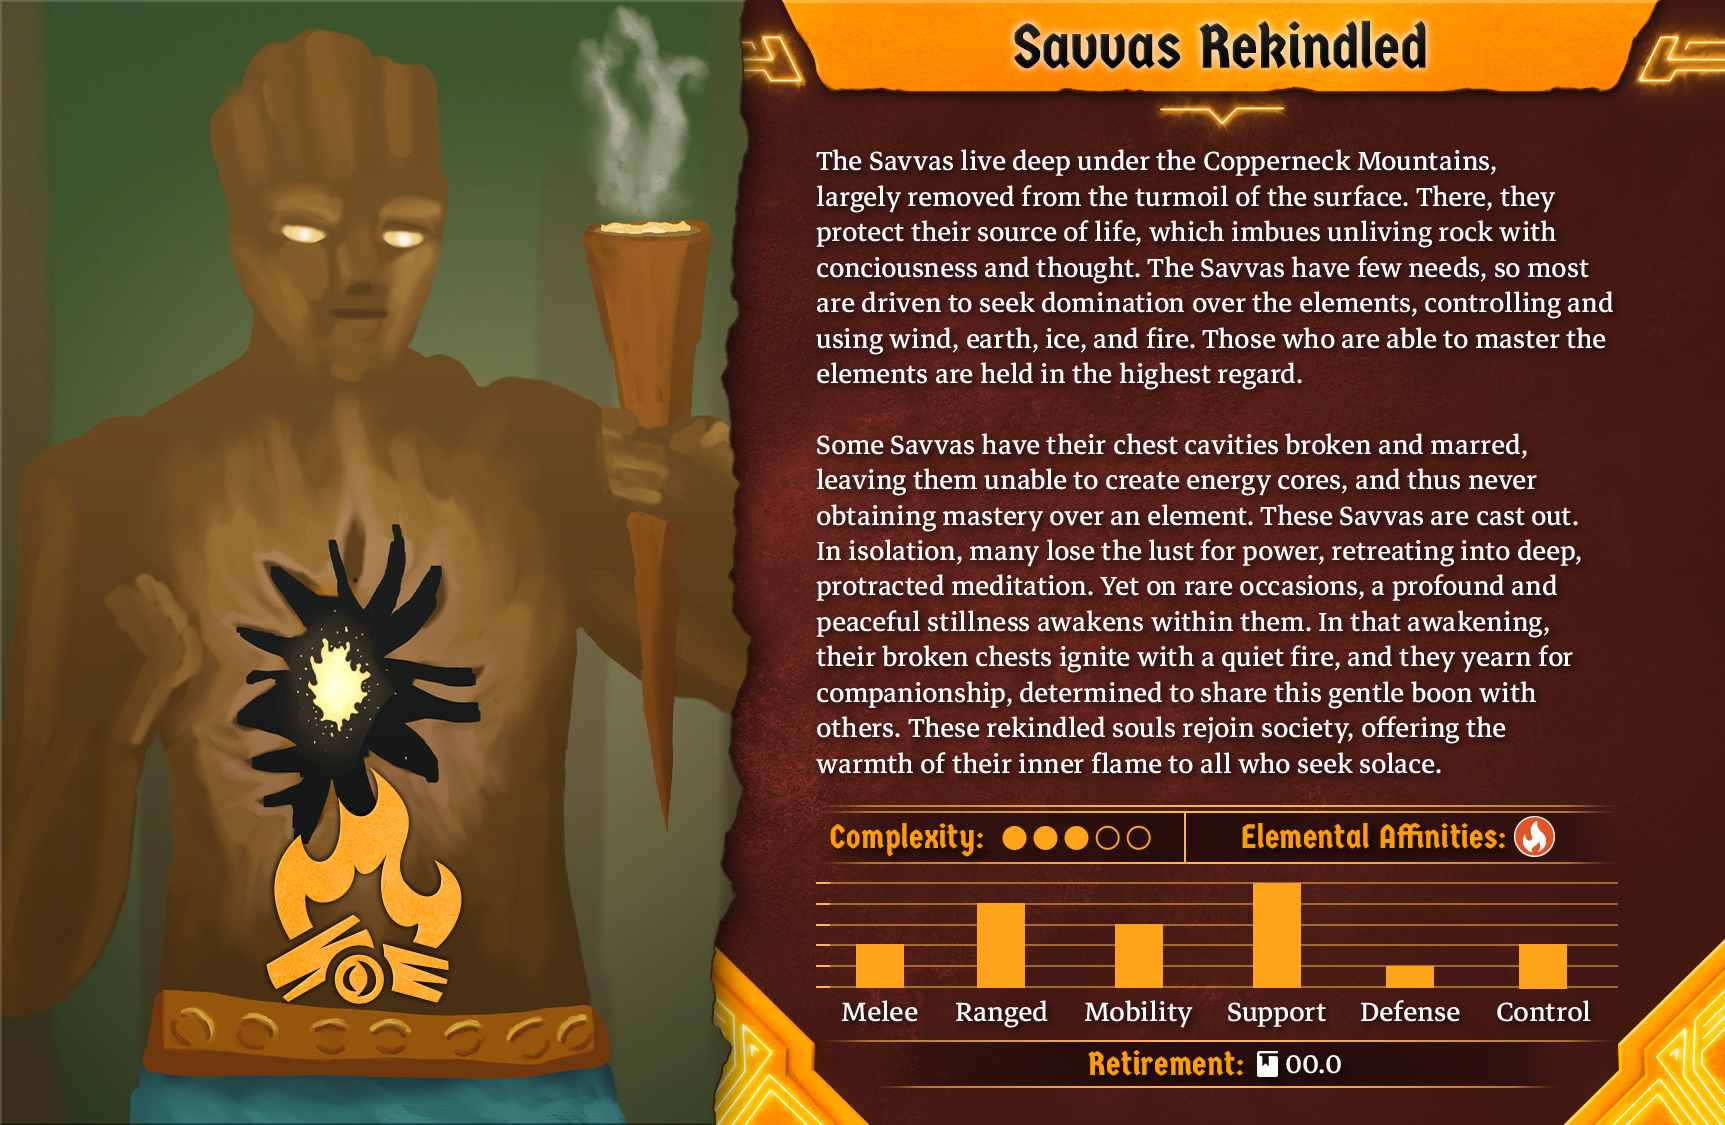 Savvas Rekindled
The Savvas live deep under the Copperneck Mountains,
largely removed from the turmoil of the surface. There, they
protect their source of life, which imbues unliving rock with
conciousness and thought. The Savvas have few needs, so most
are driven to seek domination over the elements, controlling and
using wind, earth, ice, and fire. Those who are able to master the
elements are held in the highest regard.
Some Savvas have their chest cavities broken and marred,
leaving them unable to create energy cores, and thus never
obtaining mastery over an element. These Savvas are cast out.
In isolation, many lose the lust for power, retreating into deep,
protracted meditation. Yet on rare occasions, a profound and
peaceful stillness awakens within them. In that awakening,
their broken chests ignite with a quiet fire, and they yearn for
companionship, determined to share this gentle boon with
others. These rekindled souls rejoin society, offering the
warmth of their inner flame to all who seek solace.
Complexity: Elemental Affinities:
Melee Ranged Mobility Support Defense Control
Retirement: 00.0